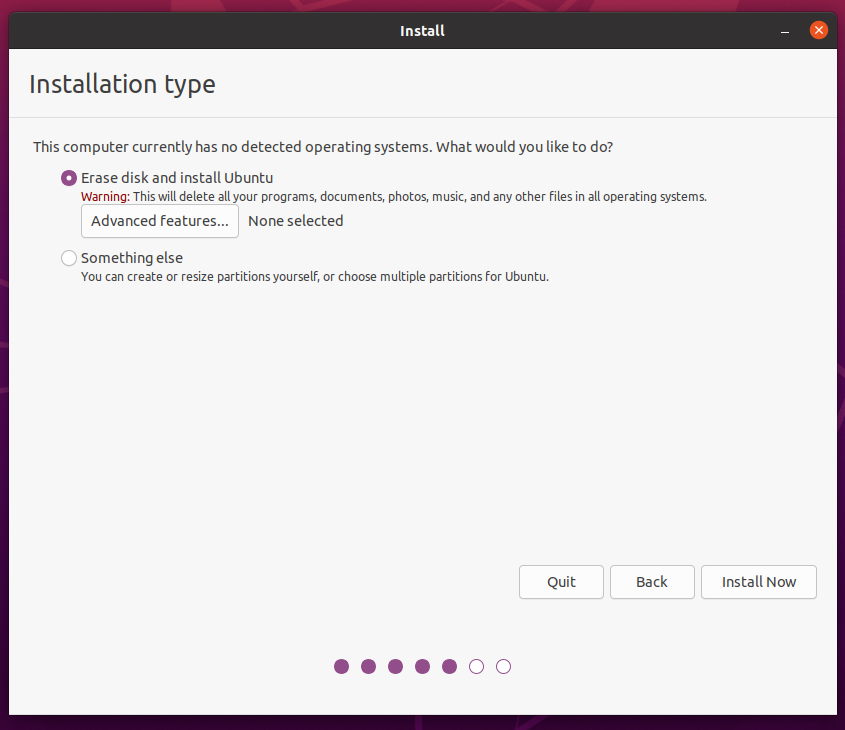 Install
Installation type
This computer currently has no detected operating systems. What would you like to do?
Erase disk and install Ubuntu
Warning: This will delete all your programs, documents, photos, music, and any other files in all operating systems.
Advanced features... None selected
Something else
You can create or resize partitions yourself, or choose multiple partitions for Ubuntu.
Quit Back Install Now